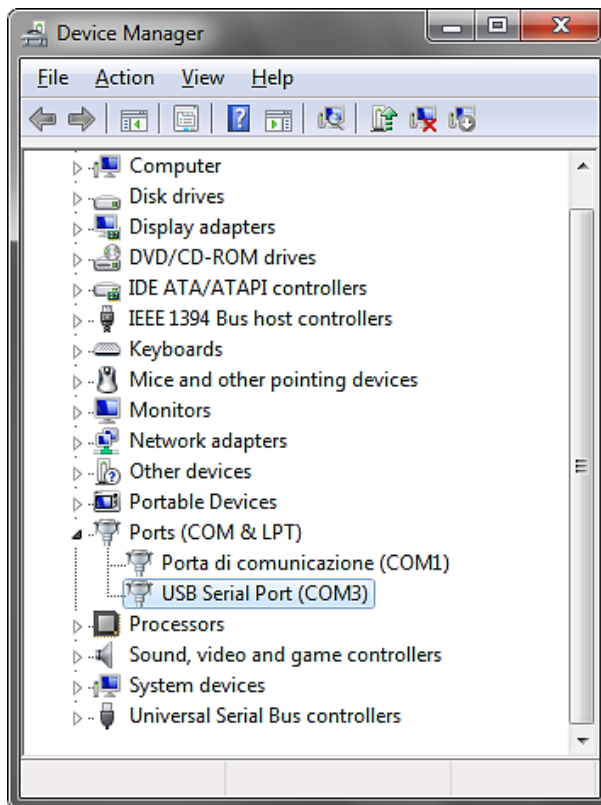 Device Manager
File Action View Help
Computer
Disk drives
Display adapters
DVD/CD-ROM drives
IDE ATA/ATAPI controllers
IEEE 1394 Bus host controllers
Keyboards
Mice and other pointing devices
Monitors
Network adapters
Other devices
Portable Devices
Ports (COM & LPT)
Porta di comunicazione (COM1)
USB Serial Port (COM3)
Processors
Sound, video and game controllers
System devices
Universal Serial Bus controllers